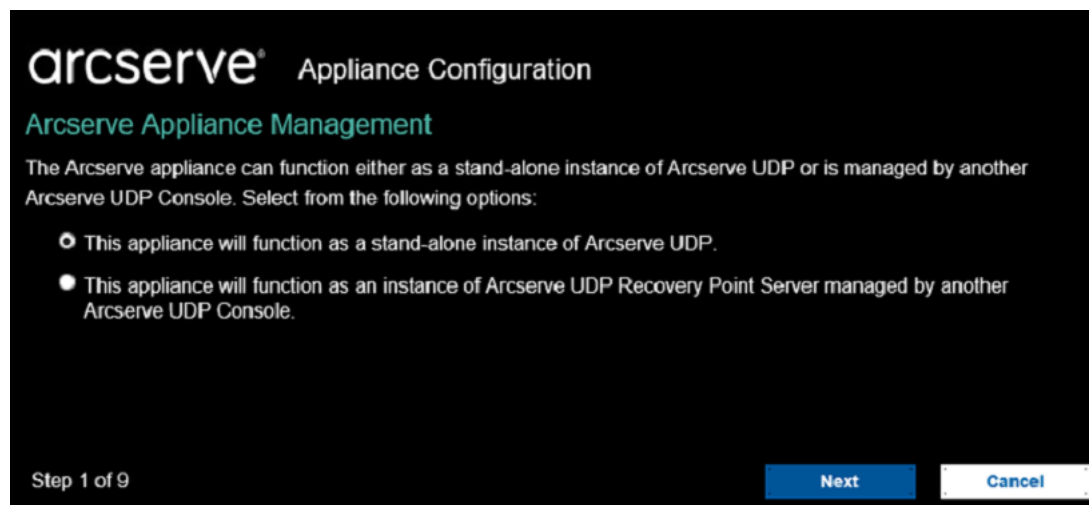 arcserve® Appliance Configuration
Arcserve Appliance Management
The Arcserve appliance can function either as a stand-alone instance of Arcserve UDP or is managed by another
Arcserve UDP Console. Select from the following options:
This appliance will function as a stand-alone instance of Arcserve UDP.
This appliance will function as an instance of Arcserve UDP Recovery Point Server managed by another
Arcserve UDP Console.
Step 1 of 9 Next Cancel